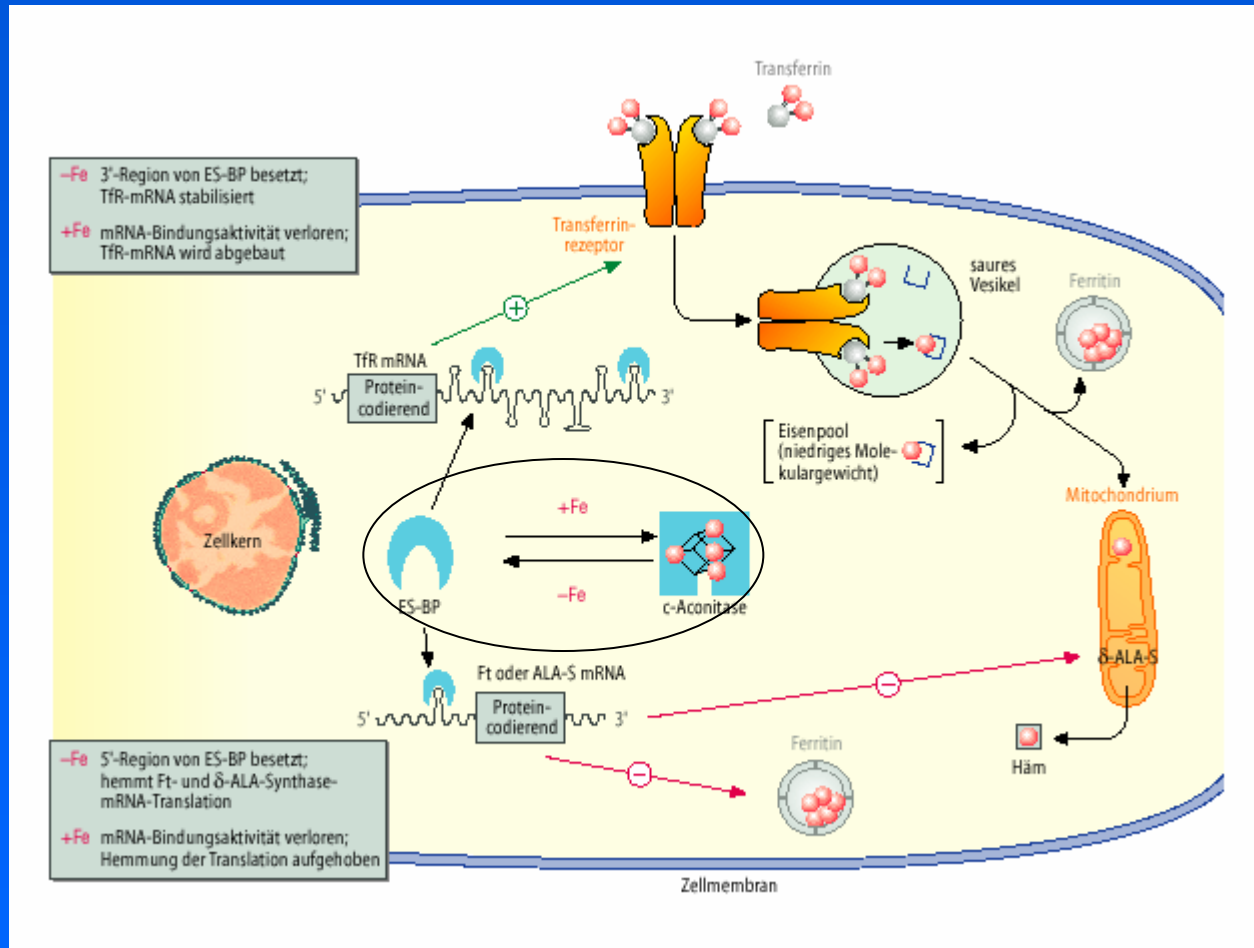 Transferrin
–Fe 3'-Region von ES-BP besetzt;
TfR-mRNA stabilisiert
+Fe mRNA-Bindungsaktivität verloren;
TfR-mRNA wird abgebaut
Transferrin-
rezeptor
saures
Vesikel
Ferritin
+
TfR mRNA
5'
Protein-
codierend
3'
Eisenpool
(niedriges Mole-
kulargewicht)
Mitochondrium
Zellkern
+Fe
–Fe
ES-BP
c-Aconitase
δ-ALA-S
Ft oder ALA-S mRNA
5'
Protein-
codierend
3'
–
–
Ferritin
Häm
–Fe 5'-Region von ES-BP besetzt;
hemmt Ft- und δ-ALA-Synthase-
mRNA-Translation
+Fe mRNA-Bindungsaktivität verloren;
Hemmung der Translation aufgehoben
Zellmembran